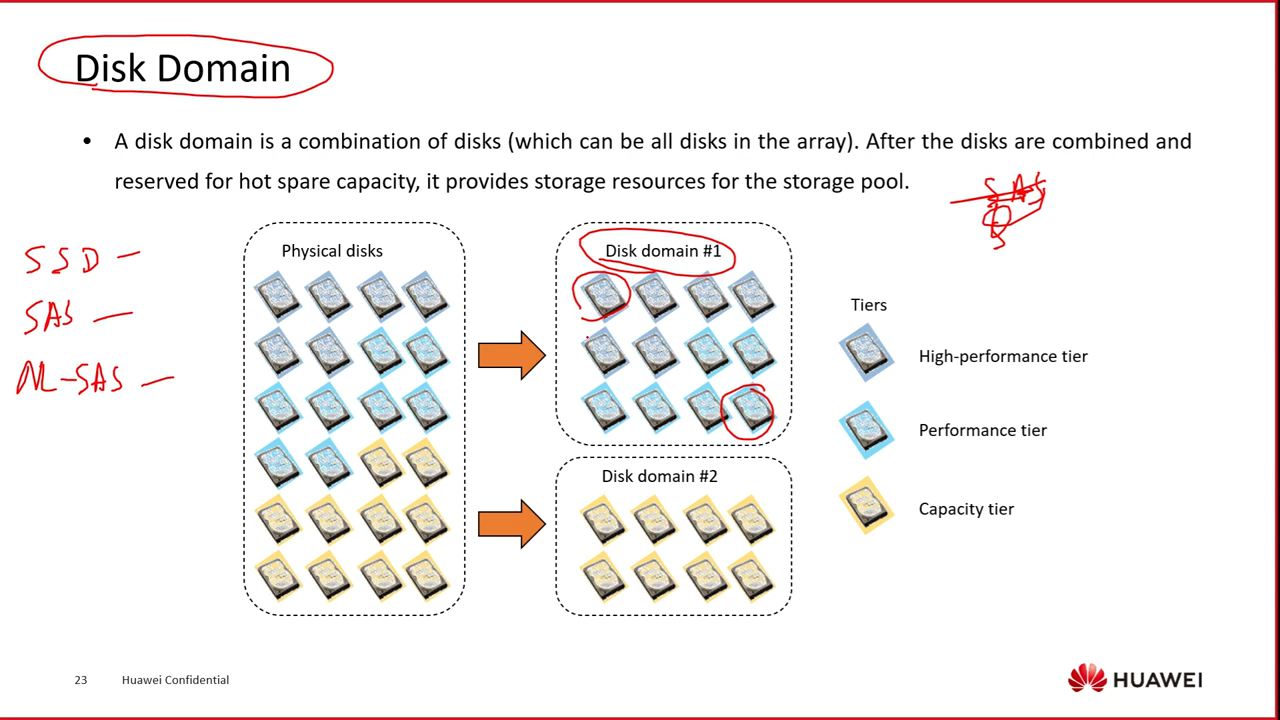 Disk Domain
• A disk domain is a combination of disks (which can be all disks in the array). After the disks are combined and
reserved for hot spare capacity, it provides storage resources for the storage pool.
SAS
SSD -
SAS —
NL-SAS —
Physical disks
Disk domain #1
Disk domain #2
Tiers
High-performance tier
Performance tier
Capacity tier
23
Huawei Confidential
HUAWEI